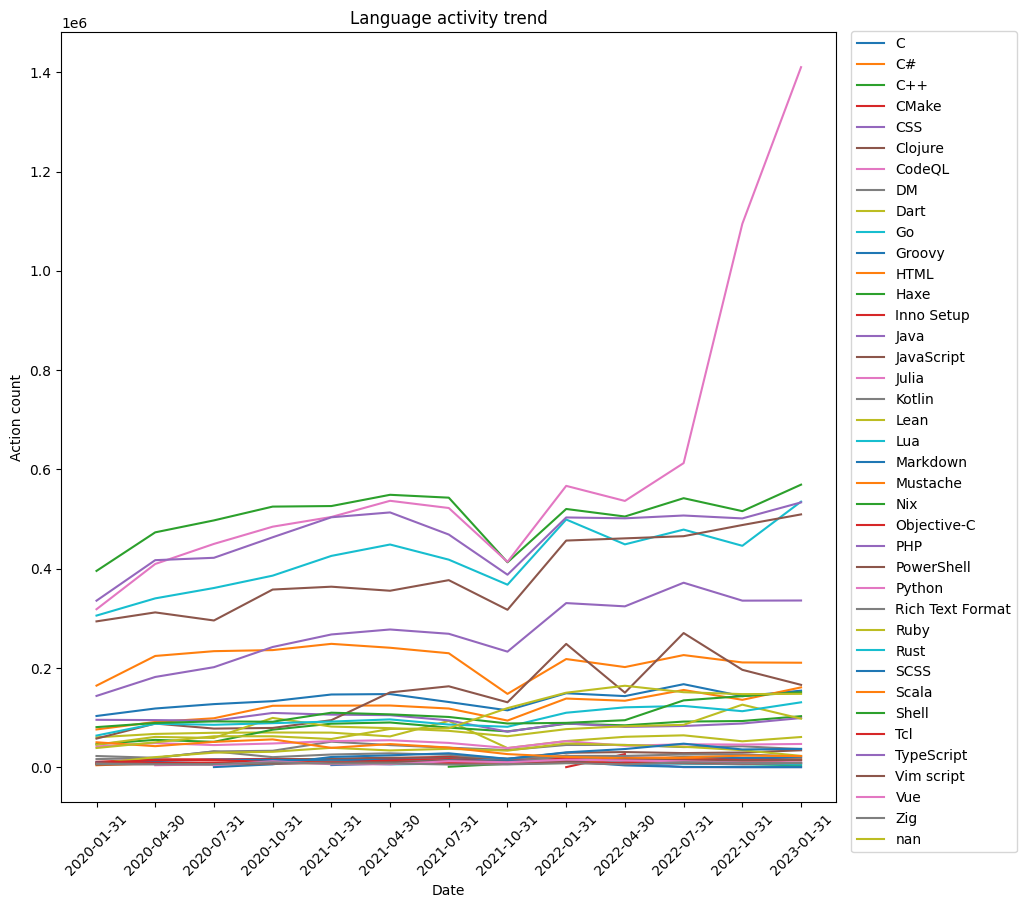 Language activity trend
1e6
1.4
1.2
1.0
0.8
0.6
0.4
0.2
0.0
Action count
2020-01-31
2020-04-30
2020-07-31
2020-10-31
2021-01-31
2021-04-30
2021-07-31
2021-10-31
2022-01-31
2022-04-30
2022-07-31
2022-10-31
2023-01-31
Date
C
C#
C++
CMake
CSS
Clojure
CodeQL
DM
Dart
Go
Groovy
HTML
Haxe
Inno Setup
Java
JavaScript
Julia
Kotlin
Lean
Lua
Markdown
Mustache
Nix
Objective-C
PHP
PowerShell
Python
Rich Text Format
Ruby
Rust
SCSS
Scala
Shell
Tcl
TypeScript
Vim script
Vue
Zig
nan